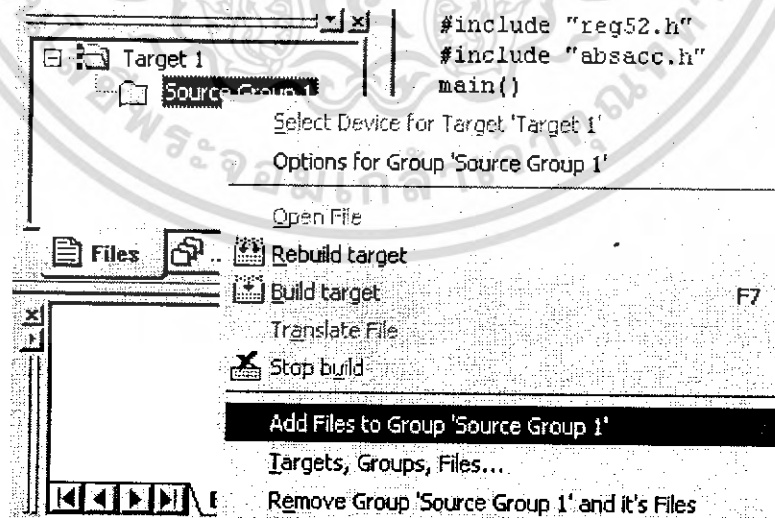 #include "reg52.h"
#include "absacc.h"
main()
Target 1
Source Group 1
Select Device for Target 'Target 1'
Options for Group 'Source Group 1'
Open File
Files
..
Rebuild target
Build target F7
Translate File
Stop build
Add Files to Group 'Source Group 1'
Targets, Groups, Files...
Remove Group 'Source Group 1' and it's Files